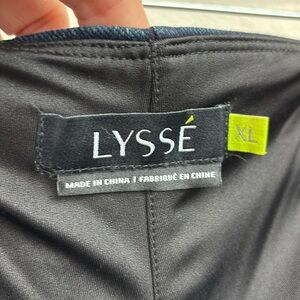 LYSSÉ
XL
MADE IN CHINA I FABRIQUÉ EN CHINE